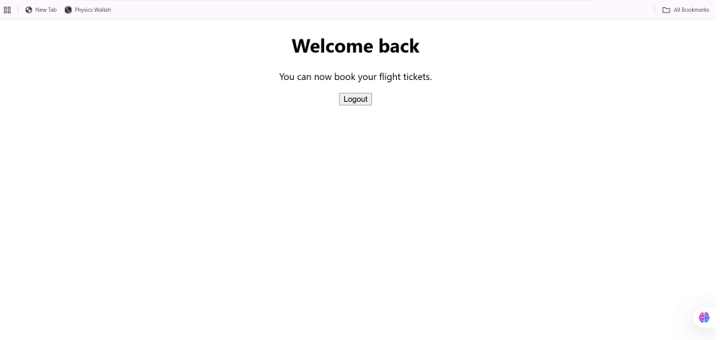 New Tab Physics Wallah All Bookmarks
Welcome back
You can now book your flight tickets.
Logout